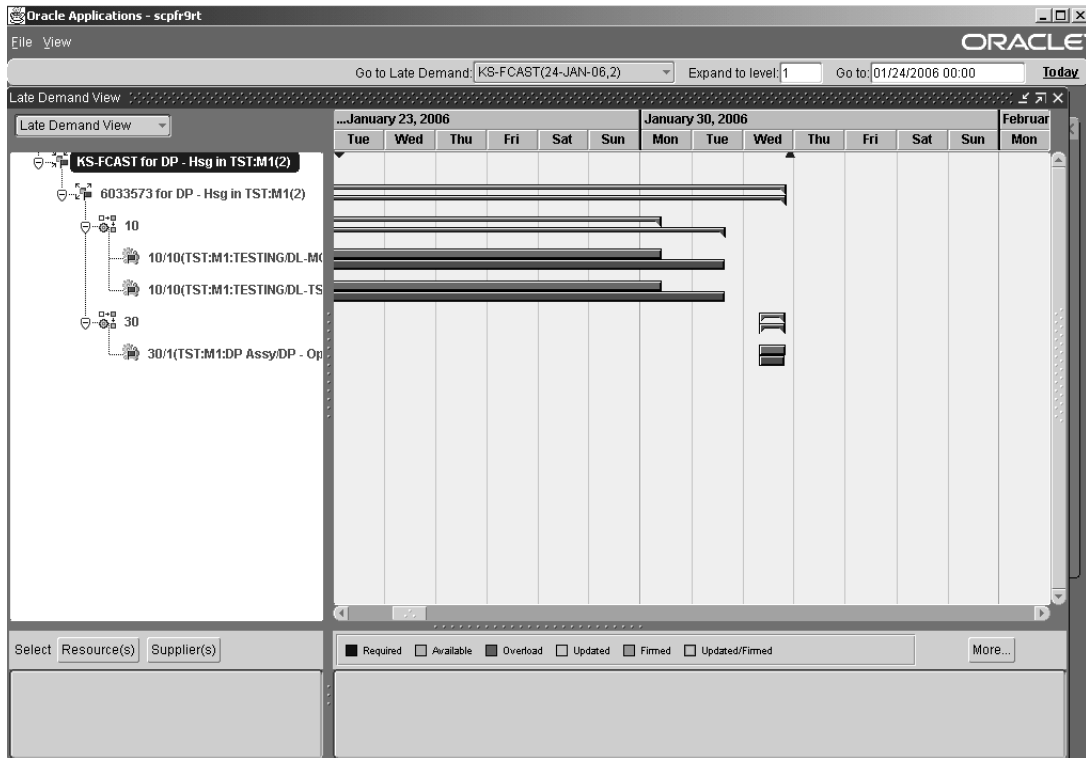 Oracle Applications - scpfr9rt
File View
ORACLE
Go to Late Demand: KS-FCAST(24-JAN-06,2) Expand to level: 1 Go to: 01/24/2006 00:00 Today
Late Demand View
Late Demand View
...January 23, 2006 January 30, 2006 Februar
Tue Wed Thu Fri Sat Sun Mon Tue Wed Thu Fri Sat Sun Mon
KS-FCAST for DP - Hsg in TST:M1(2)
6033573 for DP - Hsg in TST:M1(2)
10
10/10(TST:M1:TESTING/DL-M
10/10(TST:M1:TESTING/DL-TS
30
30/1(TST:M1:DP Assy/DP - Op
Select Resource(s) Supplier(s)
Required Available Overload Updated Firmed Updated/Firmed More...